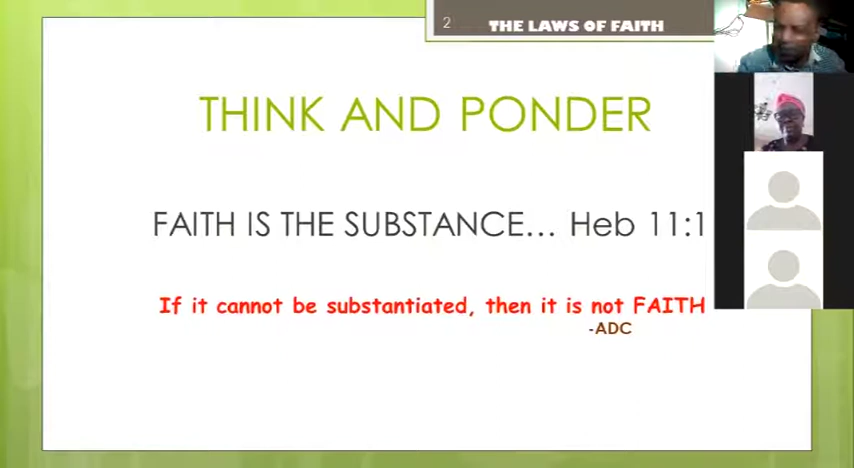 2
THE LAWS OF FAITH
THINK AND PONDER
FAITH IS THE SUBSTANCE... Heb 11:1
If it cannot be substantiated, then it is not FAITH
-ADC